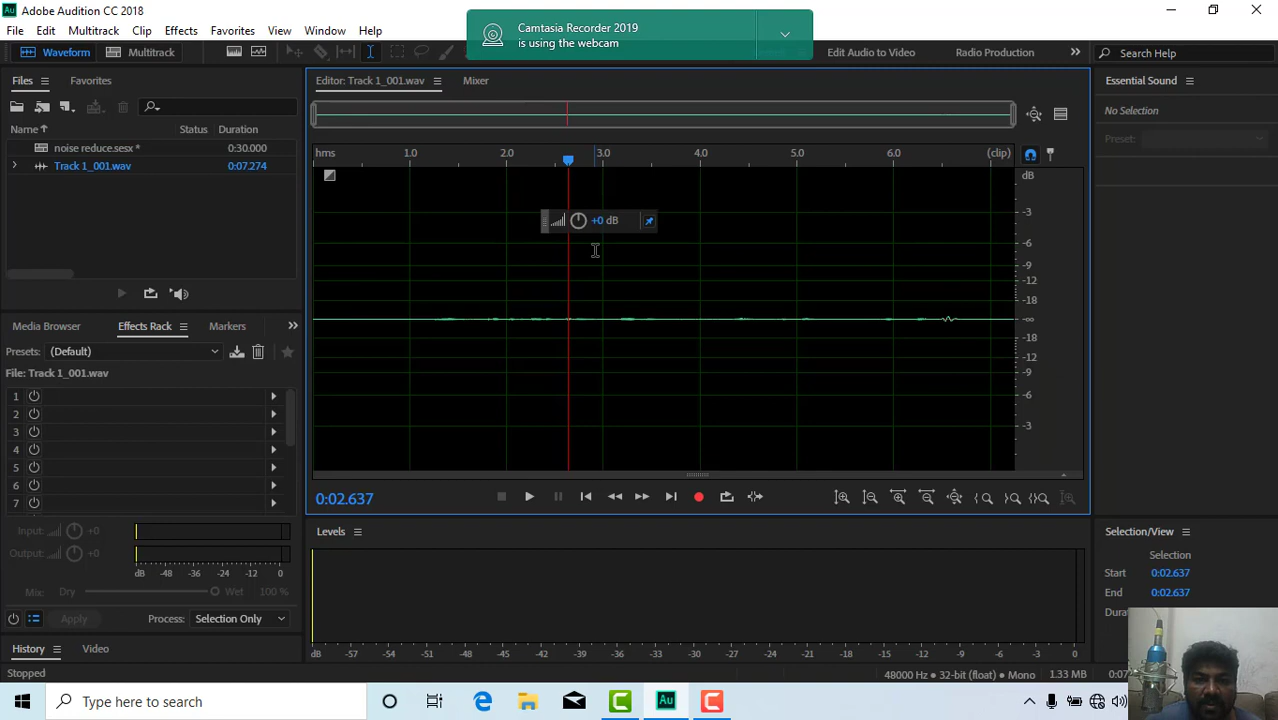 Au Adobe Audition CC 2018
Camtasia Recorder 2019
is using the webcam
File Edit Multitrack Clip Effects Favorites View Window Help
Waveform Multitrack
Edit Audio to Video Radio Production Search Help
Files Favorites
Name Status Duration
noise reduce.sesx * 0:30.000
Track 1_001.wav 0:07.274
Editor: Track 1_001.wav Mixer
hms 1.0 2.0 3.0 4.0 5.0 6.0 (clip)
+0 dB
dB
-3
-6
-9
-12
-18
-∞
-18
-12
-9
-6
-3
Essential Sound
No Selection
Preset:
Media Browser Effects Rack Markers
Presets: (Default)
File: Track 1_001.wav
1
2
3
4
5
6
7
Input: +0
Output: +0
dB -48 -36 -24 -12 0
Mix: Dry Wet 100 %
Apply Process: Selection Only
History Video
Stopped
0:02.637
Levels
dB -57 -54 -51 -48 -45 -42 -39 -36 -33 -30 -27 -24 -21 -18 -15 -12 -9 -6 -3 0
Selection/View
Selection
Start 0:02.637
End 0:02.637
48000 Hz • 32-bit (float) • Mono 1.33 MB
Type here to search
Au